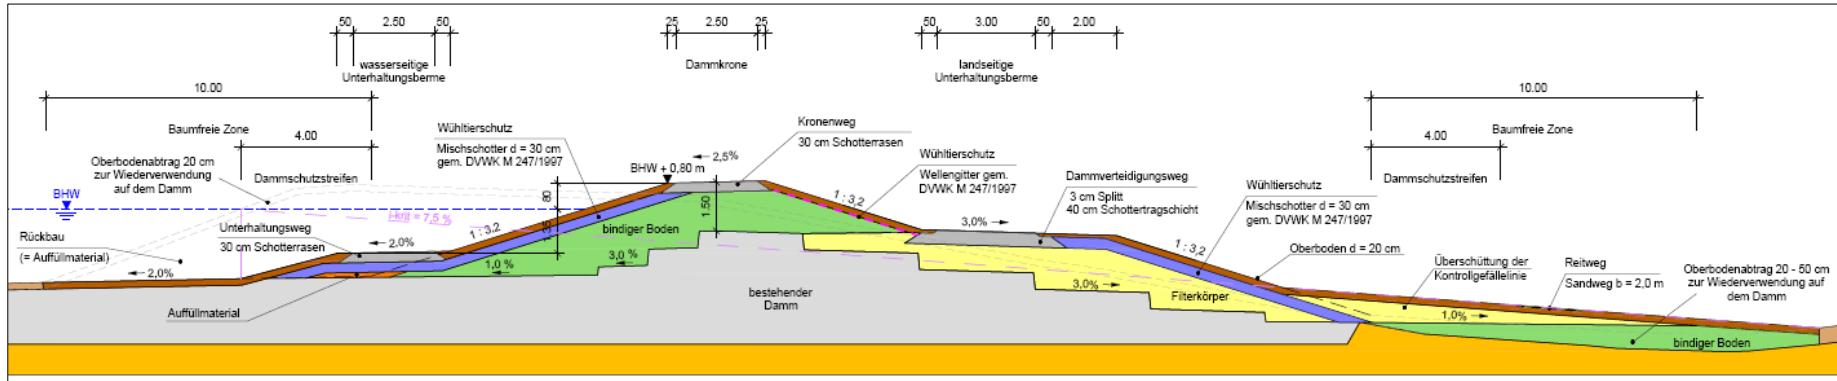 50 2.50 50
25 2.50 25
50 3.00 50 2.00
wasserseitige
Unterhaltungsberme
Dammkrone
landseitige
Unterhaltungsberme
10.00
10.00
Baumfreie Zone
4.00
4.00
Baumfreie Zone
Oberbodenabtrag 20 cm
zur Wiederverwendung
auf dem Damm
Dammschutzstreifen
Wühltierschutz
Mischschotter d = 30 cm
gem. DVWK M 247/1997
Kronenweg
30 cm Schotterrasen
BHW + 0,80 m
2,5%
Wühltierschutz
Wellengitter gem.
DVWK M 247/1997
Dammverteidigungsweg
3 cm Splitt
40 cm Schottertragschicht
Wühltierschutz
Mischschotter d = 30 cm
gem. DVWK M 247/1997
Dammschutzstreifen
BHW
i-krit = 7,5 %
80
1.50
1 : 3,2
1 : 3,2
1 : 3,2
Rückbau
(= Auffüllmaterial)
Unterhaltungsweg
30 cm Schotterrasen
2,0%
2,0%
bindiger Boden
3,0%
Oberboden d = 20cm
1,0%
3,0 %
3,0%
bestehender
Damm
Filterkörper
Überschüttung der
Kontrollgefällelinie
Reitweg
Sandweg b = 2,0 m
Oberbodenabtrag 20 - 50 cm
zur Wiederverwendung auf
dem Damm
1,0%
Auffüllmaterial
bindiger Boden